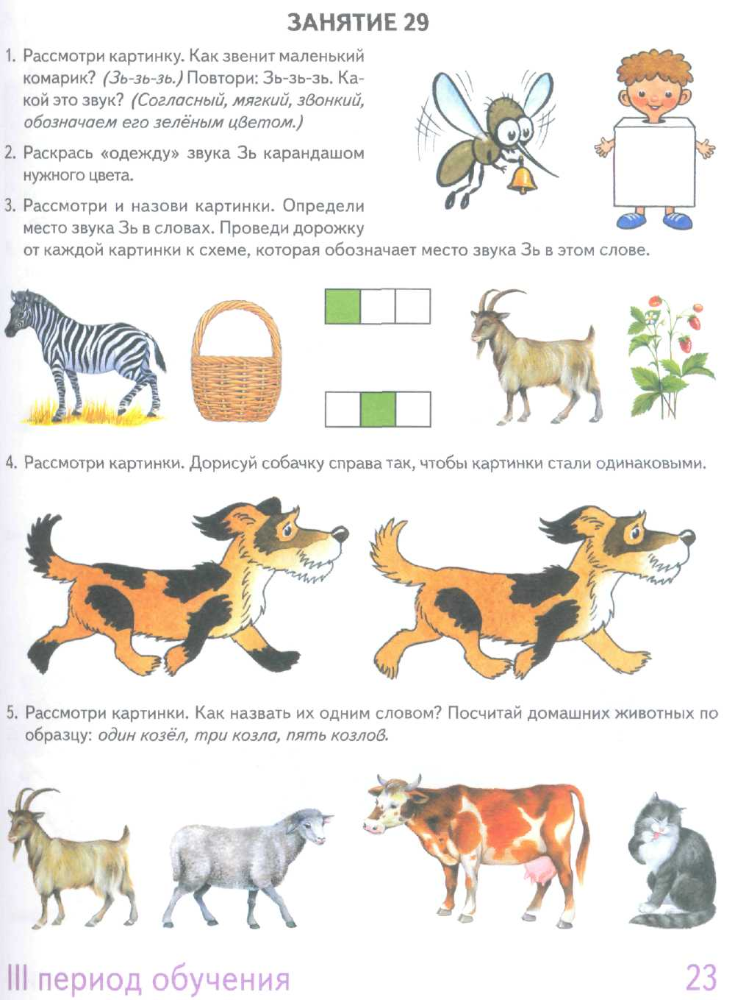 ЗАНЯТИЕ 29
1. Рассмотри картинку. Как звенит маленький
комарик? (Зь-зь-зь.) Повтори: Зь-зь-зь. Ка-
кой это звук? (Согласный, мягкий, звонкий,
обозначаем его зелёным цветом.)
2. Раскрась «одежду» звука Зь карандашом
нужного цвета.
3. Рассмотри и назови картинки. Определи
место звука Зь в словах. Проведи дорожку
от каждой картинки к схеме, которая обозначает место звука Зь в этом слове.
4. Рассмотри картинки. Дорисуй собачку справа так, чтобы картинки стали одинаковыми.
5. Рассмотри картинки. Как назвать их одним словом? Посчитай домашних животных по
образцу: один козёл, три козла, пять козлов.
III период обучения
23